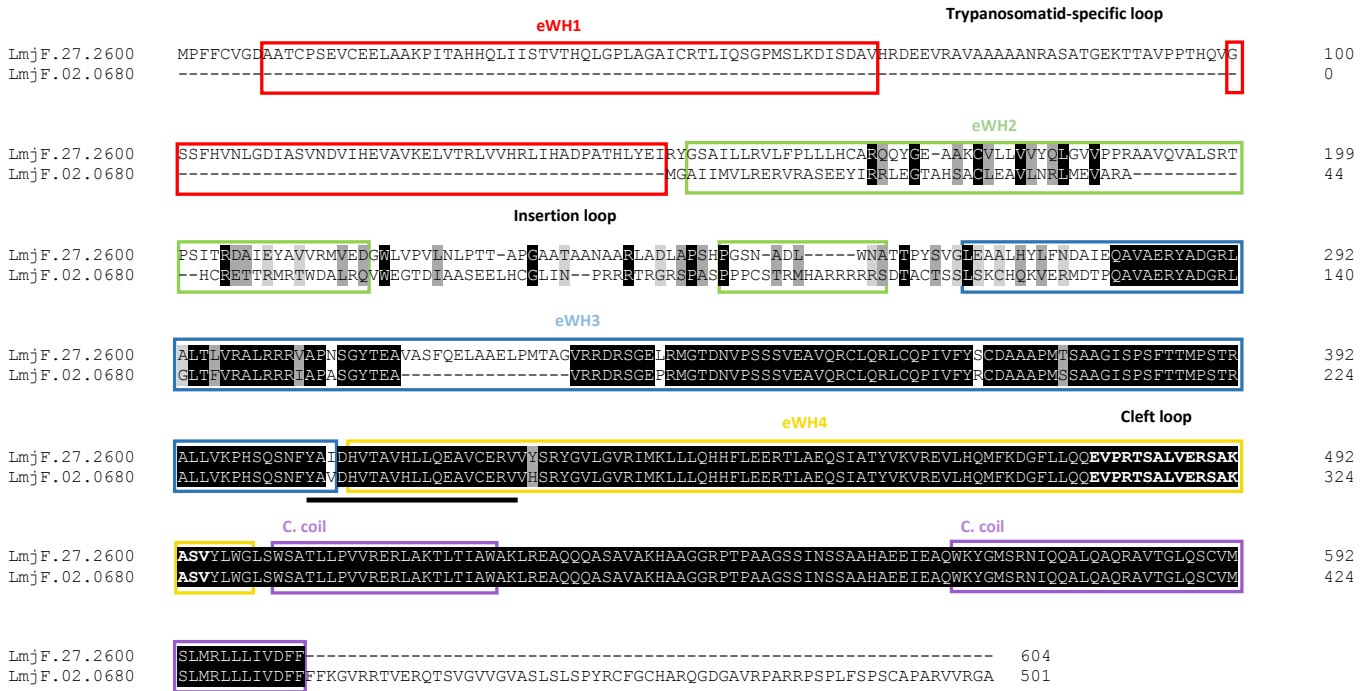 eWH1
Trypanosomatid-specific loop
LmjF.27.2600 MPFFCVGDAATCPSEVCEELAAKPITAHHQLIISTVTHQLGPLAGAICRTLIQSGPMSLKDISDAVHRDEEVRAVAAAAANRASATGEKTTAVPPTHQVG 100
LmjF.02.0680 ---------------------------------------------------------------------------------------------------- 0
eWH2
LmjF.27.2600 SSFHVNLGDIASVNDVIHEVAVKELVTRLVVHRLIHADPATHLYEIRYGSAILLRVLFPLLLHCARQQYGE-AAKCVLLVVYQLGVVPPRAAVQVALSRT 199
LmjF.02.0680 ----------------------------------------------MGAIIMVLRERVRASEEYIRRLEGTAHSACLEAVLNRLMEVARA---------- 44
Insertion loop
LmjF.27.2600 PSITRDAIEYAVVRMVEDGWLVPVLNLPTT-APGAATAANAARLADLAPSHPGSN-ADL-----WNATTPYSVGLEAALHYLFNDAIEQAVAERYADGRL 292
LmjF.02.0680 --HCRETTRMRTWDALRQVWEGTDIAASEELHCGLIN--PRRRTRGRSPASPPPCSTRMHARRRRRSDTACTSSLSKCHQKVERMDTPQAVAERYADGRL 140
eWH3
LmjF.27.2600 ALTLVRALRRRVAPNSGYTEAVASFQELAAELPMTAGVRRDRSGELRMGTDNVPSSSVEAVQRCLQRLCQPIVFYSCDAAAPMTSAAGISPSFTTMPSTR 392
LmjF.02.0680 GLTFVRALRRRIAPASGYTEA----------------VRRDRSGEPRMGTDNVPSSSVEAVQRCLQRLCQPIVFYRCDAAAPMSSAAGISPSFTTMPSTR 224
eWH4
Cleft loop
LmjF.27.2600 ALLVKPHSQSNFYAIDHVTAVHLLQEAVCERVVYSRYGVLGVRIMKLLLQHHFLEERTLAEQSIATYVKVREVLHQMFKDGFLLQQEVPRTSALVERSAK 492
LmjF.02.0680 ALLVKPHSQSNFYAVDHVTAVHLLQEAVCERVVHSRYGVLGVRIMKLLLQHHFLEERTLAEQSIATYVKVREVLHQMFKDGFLLQQEVPRTSALVERSAK 324
C. coil
C. coil
LmjF.27.2600 ASVYLWGLSWSATLLPVVRERLAKTLTIAWAKLREAQQQASAVAKHAAGGRPTPAAGSSINSSAAHAEEIEAQWKYGMSRNIQQALQAQRAVTGLQSCVM 592
LmjF.02.0680 ASVYLWGLSWSATLLPVVRERLAKTLTIAWAKLREAQQQASAVAKHAAGGRPTPAAGSSINSSAAHAEEIEAQWKYGMSRNIQQALQAQRAVTGLQSCVM 424
LmjF.27.2600 SLMRLLLIVDFF----------------------------------------------------------------- 604
LmjF.02.0680 SLMRLLLIVDFFFFKGVRRTVERQTSVGVVGVASLSLSPYRCFGCHARQGDGAVRPARRPSPLFSPSCAPARVVRGA 501